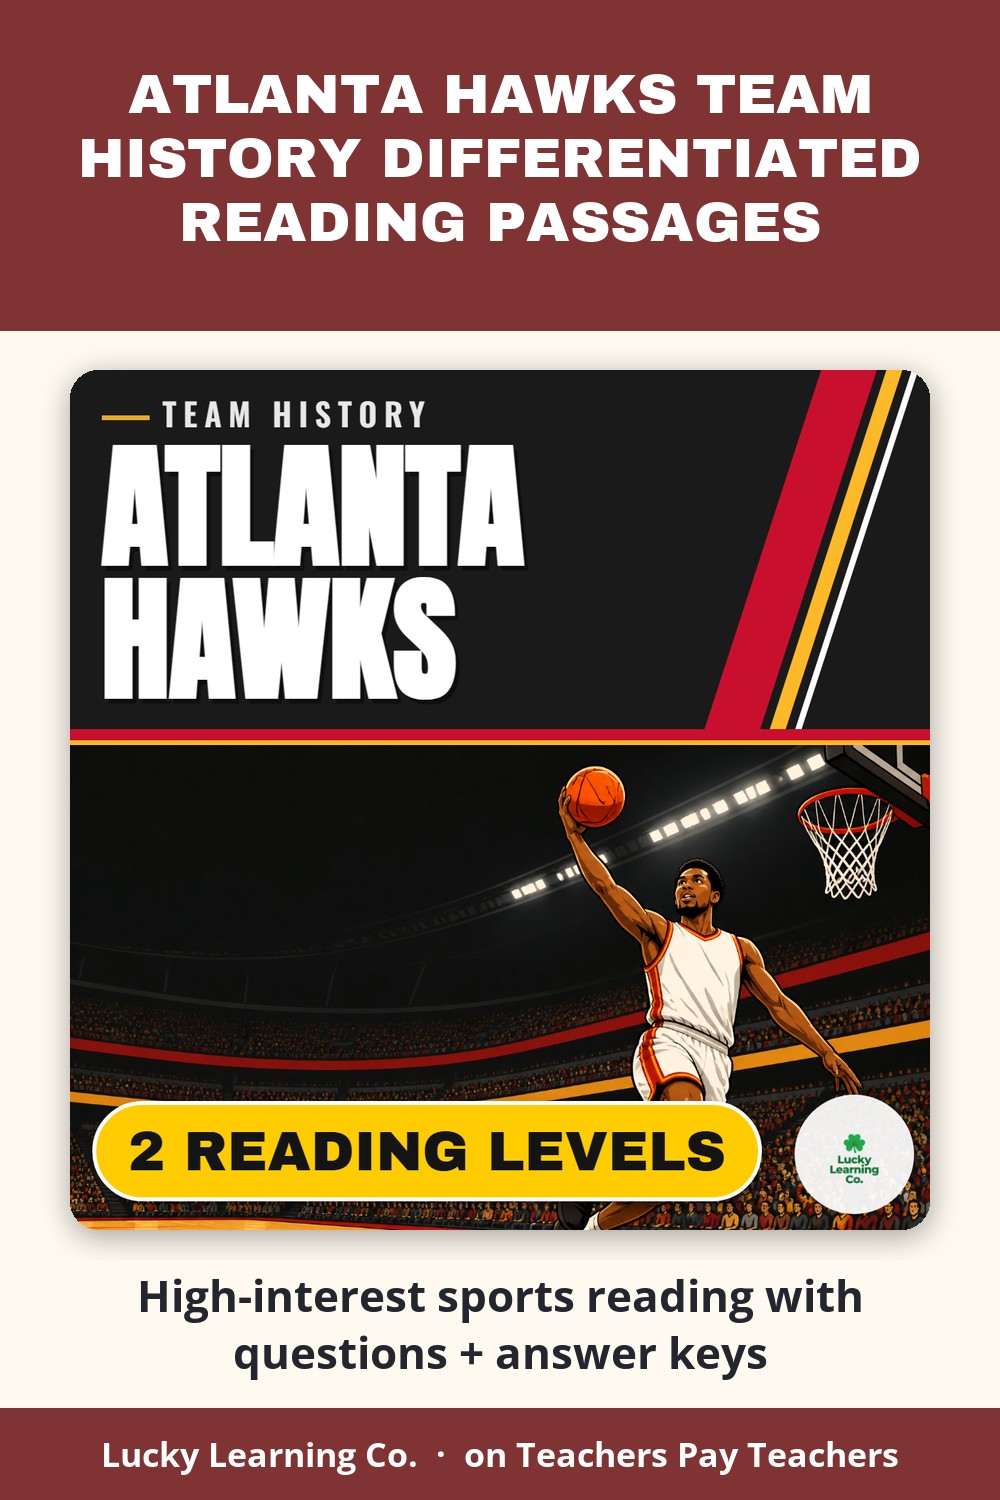 ATLANTA HAWKS TEAM
HISTORY DIFFERENTIATED
READING PASSAGES
TEAM HISTORY
ATLANTA
HAWKS
2 READING LEVELS
Lucky
Learning
Co.
High-interest sports reading with
questions + answer keys
Lucky Learning Co. · on Teachers Pay Teachers